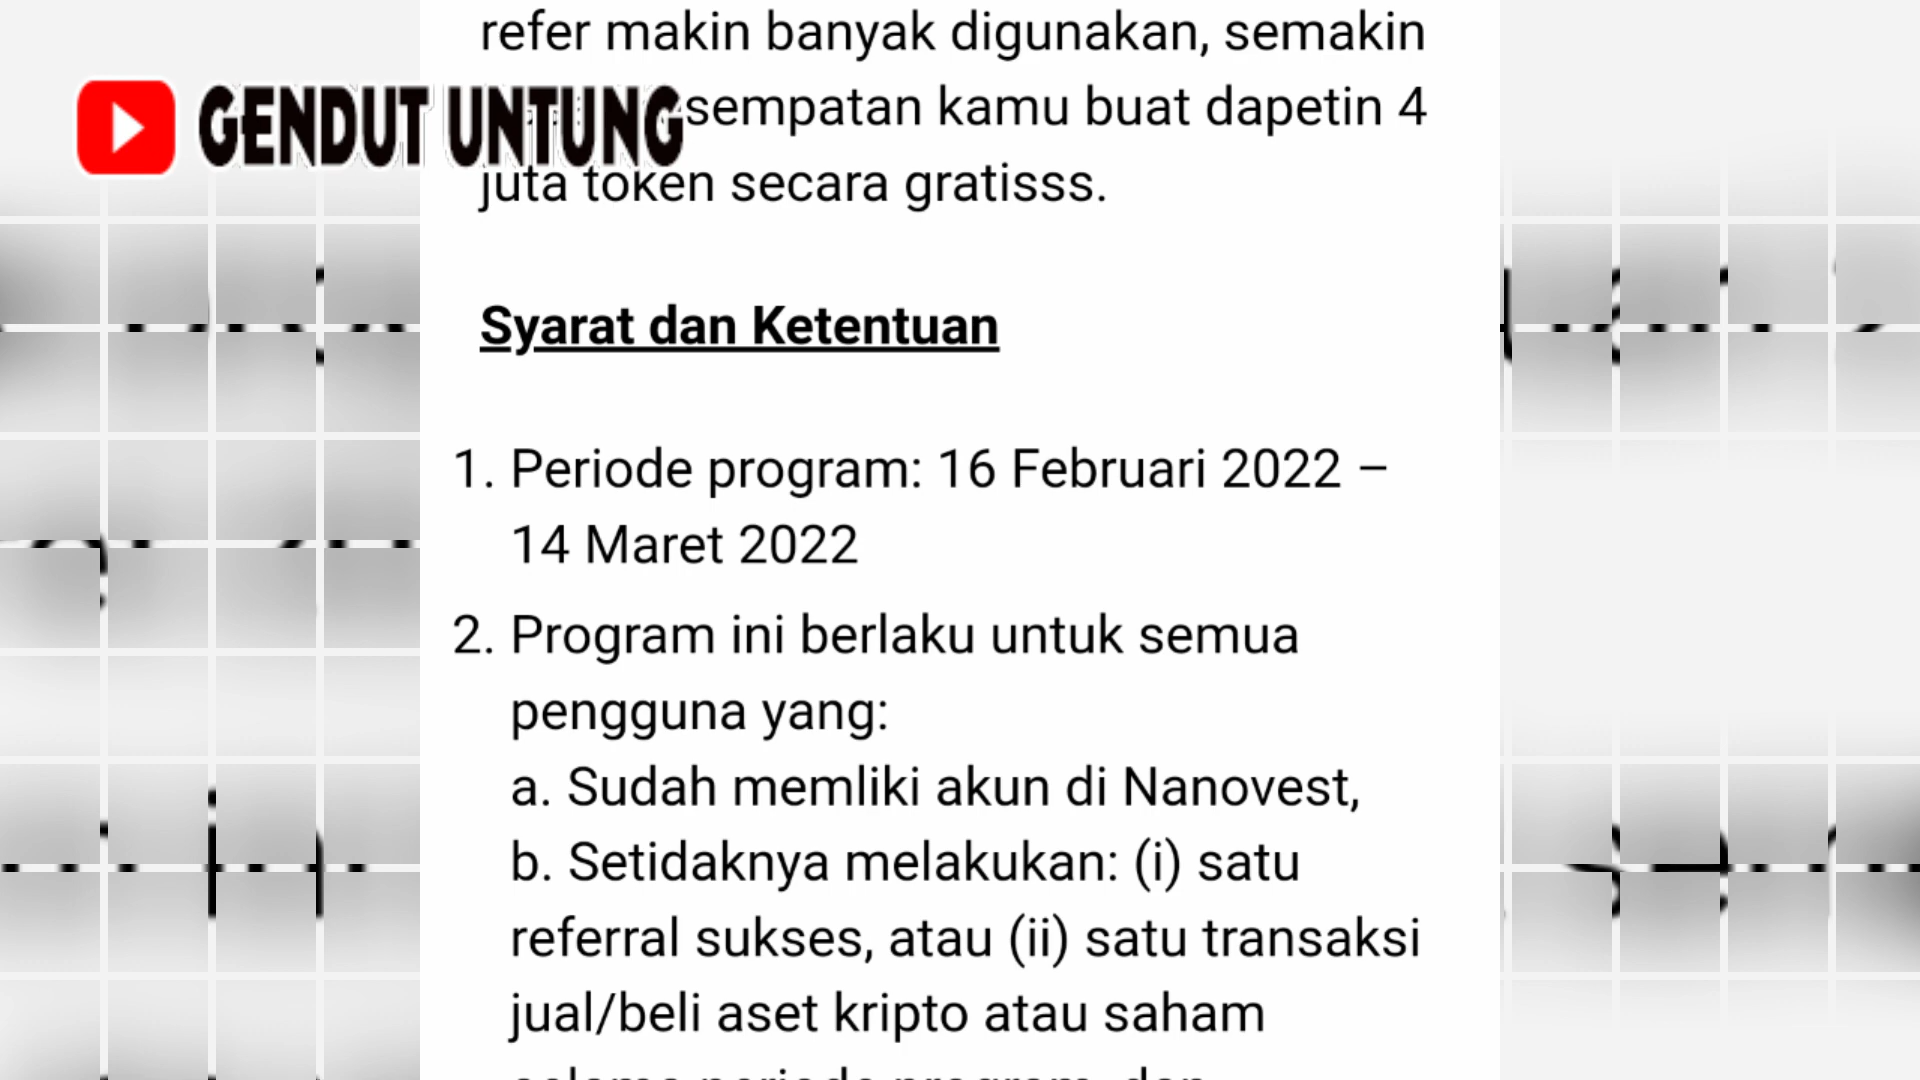 refer makin banyak digunakan, semakin
GENDUT UNTUNG
sempatan kamu buat dapetin 4
juta token secara gratisss.
Syarat dan Ketentuan
1. Periode program: 16 Februari 2022 –
14 Maret 2022
2. Program ini berlaku untuk semua
pengguna yang:
a. Sudah memliki akun di Nanovest,
b. Setidaknya melakukan: (i) satu
referral sukses, atau (ii) satu transaksi
jual/beli aset kripto atau saham